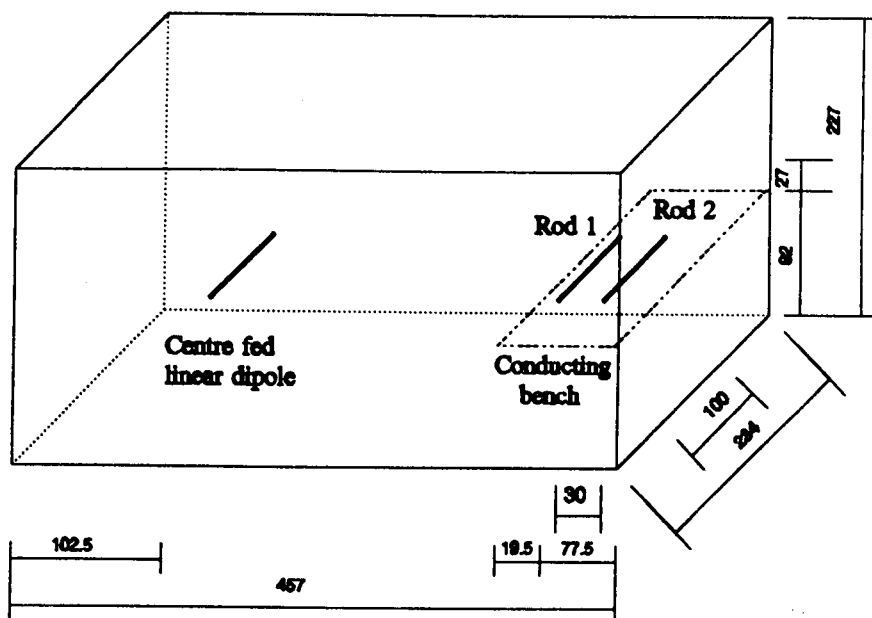 227
27
Rod 1
Rod 2
92
Centre fed
linear dipole
Conducting
bench
100
234
30
102.5
19.5
77.5
457